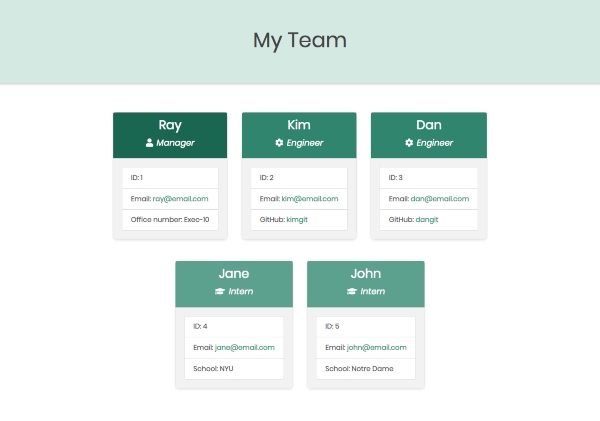 My Team
Ray
Manager
ID: 1
Email: ray@email.com
Office number: Exec-10
Kim
Engineer
ID: 2
Email: kim@email.com
GitHub: kimgit
Dan
Engineer
ID: 3
Email: dan@email.com
GitHub: dangit
Jane
Intern
ID: 4
Email: jane@email.com
School: NYU
John
Intern
ID: 5
Email: john@email.com
School: Notre Dame